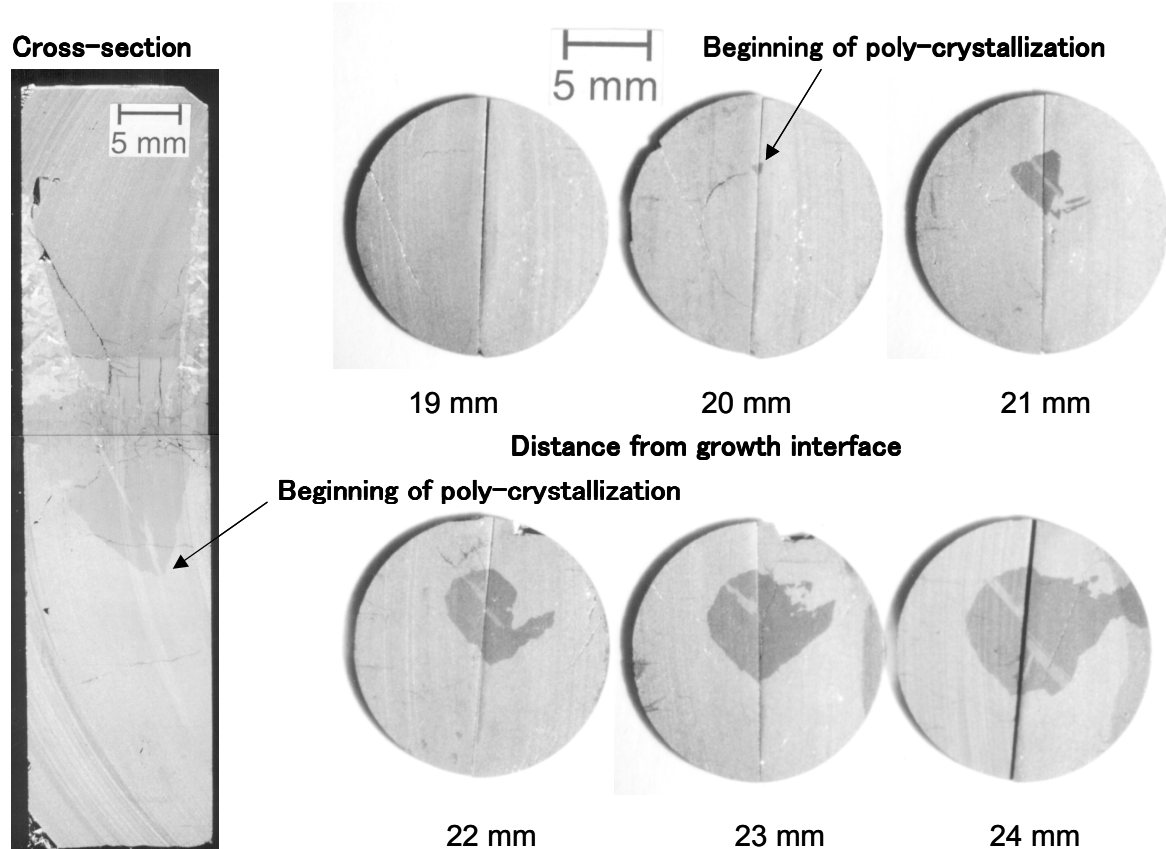 Cross-section
5 mm
5 mm
Beginning of poly-crystallization
19 mm
20 mm
21 mm
Distance from growth interface
Beginning of poly-crystallization
22 mm
23 mm
24 mm